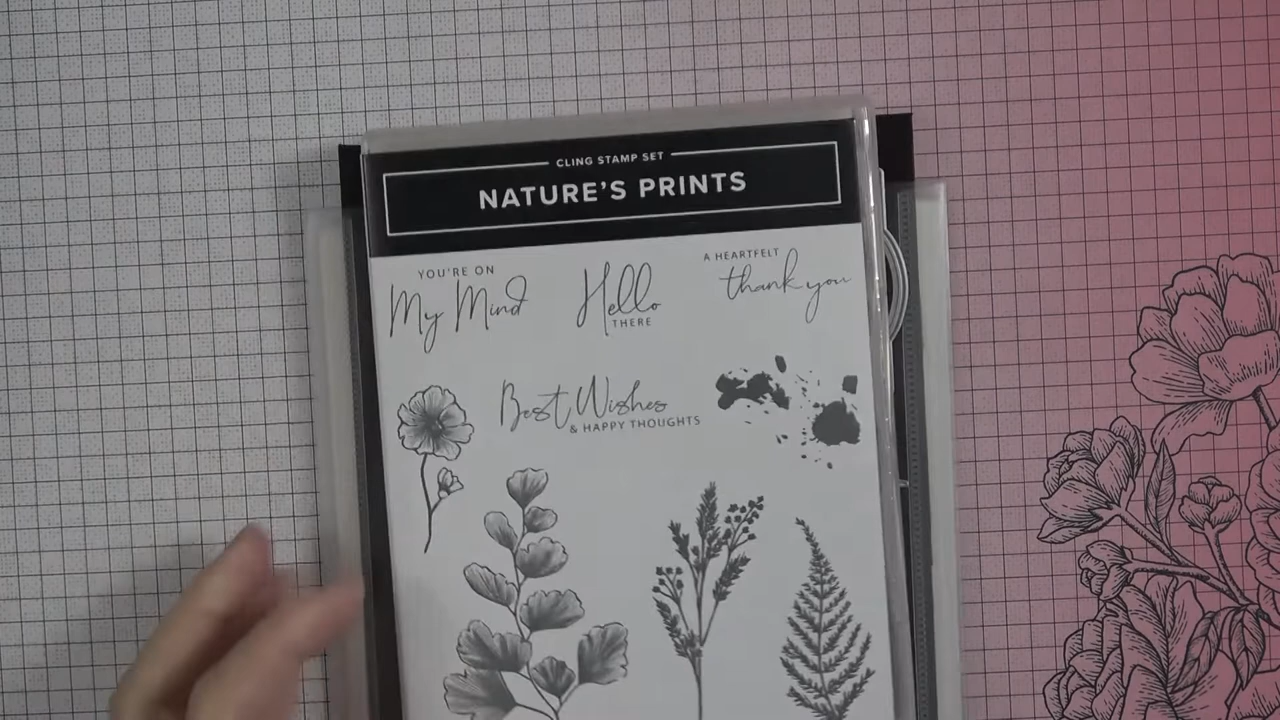 CLING STAMP SET
NATURE'S PRINTS
YOU'RE ON
My Mind
Hello
THERE
A HEARTFELT
thank you
Best Wishes
& HAPPY THOUGHTS